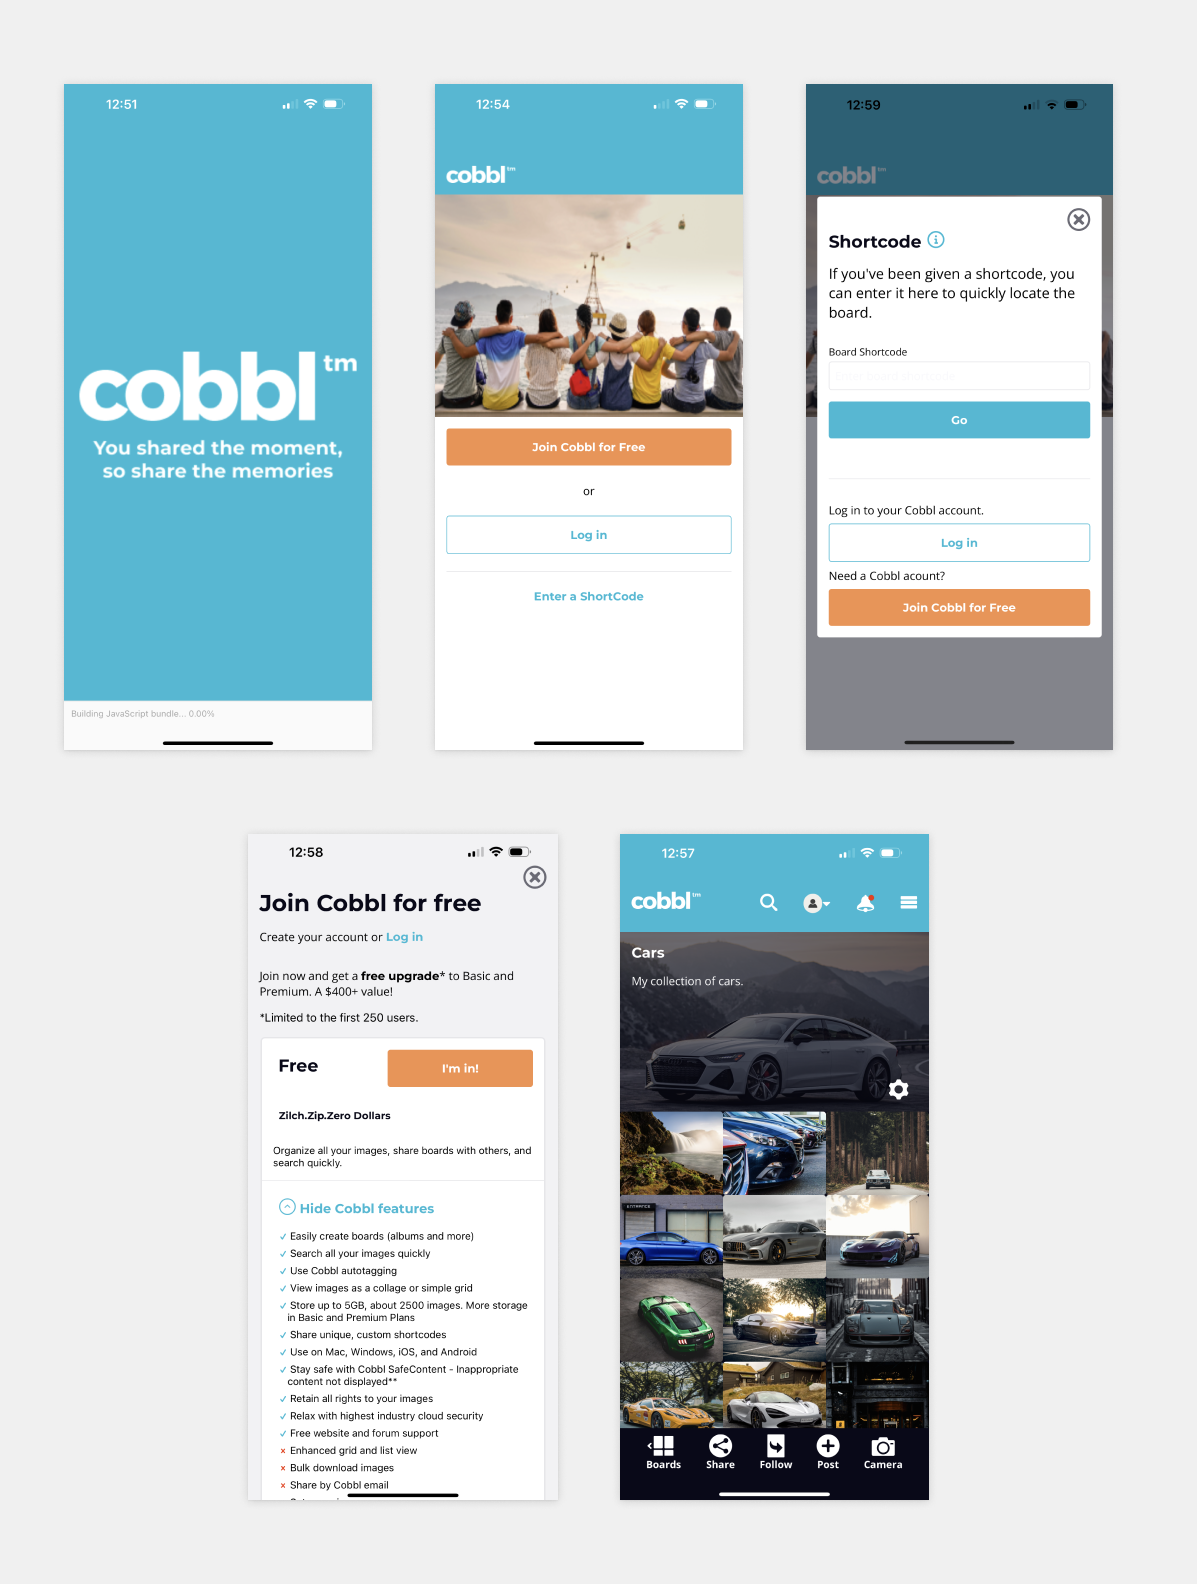 12:51
cobbl™
You shared the moment,
so share the memories
Building JavaScript bundle... 0.00%
12:54
cobbl™
Join Cobbl for Free
or
Log in
Enter a ShortCode
12:59
cobbl™
Shortcode
If you've been given a shortcode, you
can enter it here to quickly locate the
board.
Board Shortcode
Go
Log in to your Cobbl account.
Log in
Need a Cobbl acount?
Join Cobbl for Free
12:58
Join Cobbl for free
Create your account or Log in
Join now and get a free upgrade* to Basic and
Premium. A $400+ value!
*Limited to the first 250 users.
Free
I'm in!
Zilch.Zip.Zero Dollars
Organize all your images, share boards with others, and
search quickly.
Hide Cobbl features
✓ Easily create boards (albums and more)
✓ Search all your images quickly
✓ Use Cobbl autotagging
✓ View images as a collage or simple grid
✓ Store up to 5GB, about 2500 images. More storage
in Basic and Premium Plans
✓ Share unique, custom shortcodes
✓ Use on Mac, Windows, iOS, and Android
✓ Stay safe with Cobbl SafeContent - Inappropriate
content not displayed**
✓ Retain all rights to your images
✓ Relax with highest industry cloud security
✓ Free website and forum support
× Enhanced grid and list view
× Bulk download images
× Share by Cobbl email
12:57
cobbl™
Cars
My collection of cars.
ENTRANCE
Boards
Share
Follow
Post
Camera